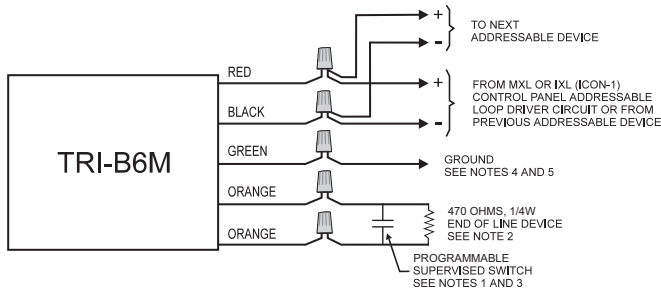 TRI-B6M
RED
BLACK
GREEN
ORANGE
ORANGE
+
-
TO NEXT
ADDRESSABLE DEVICE
+
-
FROM MXL OR IXL (ICON-1)
CONTROL PANEL ADDRESSABLE
LOOP DRIVER CIRCUIT OR FROM
PREVIOUS ADDRESSABLE DEVICE
GROUND
SEE NOTES 4 AND 5
470 OHMS, 1/4W
END OF LINE DEVICE
SEE NOTE 2
PROGRAMMABLE
SUPERVISED SWITCH
SEE NOTES 1 AND 3